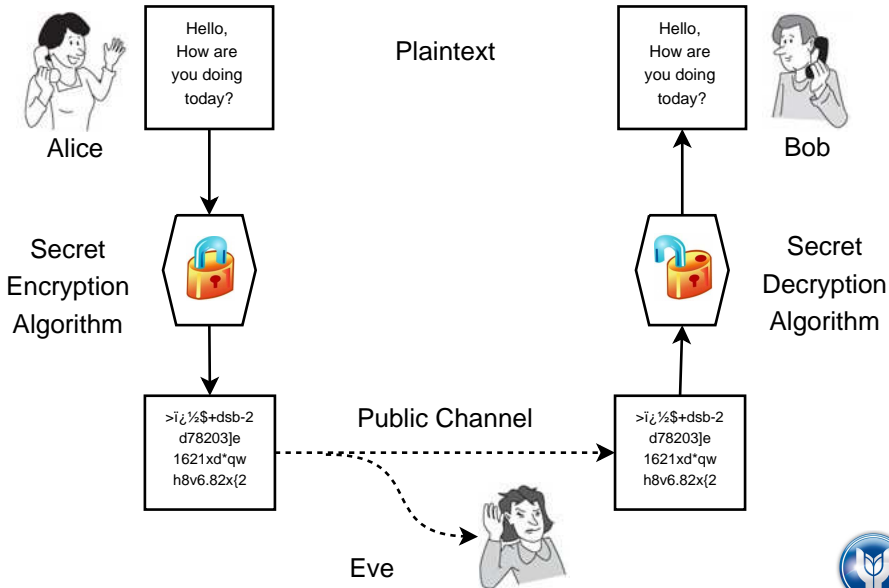 Hello,
How are
you doing
today?
Plaintext
Hello,
How are
you doing
today?
Alice
Bob
Secret
Encryption
Algorithm
Secret
Decryption
Algorithm
>ï¿½$+dsb-2
d78203]e
1621xd*qw
h8v6.82x{2
Public Channel
>ï¿½$+dsb-2
d78203]e
1621xd*qw
h8v6.82x{2
Eve